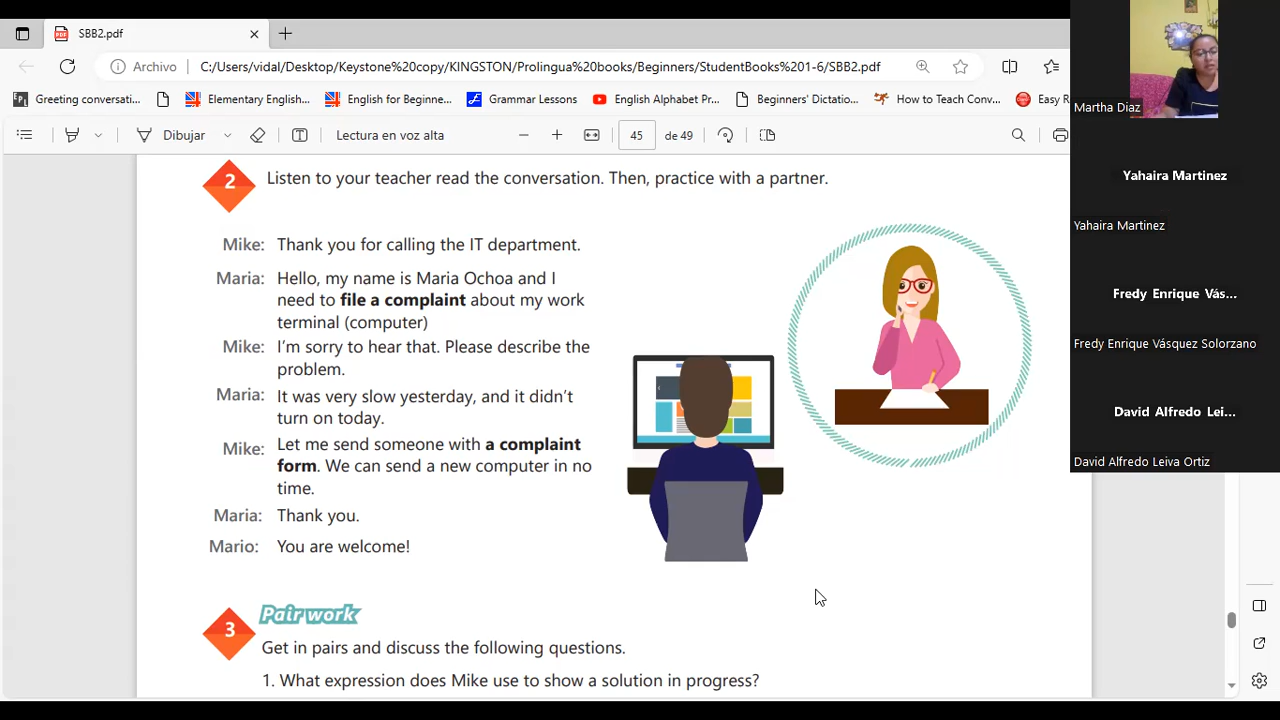 SBB2.pdf
Archivo
C:/Users/vidal/Desktop/Keystone%20copy/KINGSTON/Prolingua%20books/Beginners/StudentBooks%201-6/SBB2.pdf
Greeting conversati...
Elementary English...
English for Beginne...
Grammar Lessons
English Alphabet Pr...
Beginners' Dictatio...
How to Teach Conv...
Easy R
Dibujar
Lectura en voz alta
45
de 49
2
Listen to your teacher read the conversation. Then, practice with a partner.
Mike: Thank you for calling the IT department.
Maria: Hello, my name is Maria Ochoa and I
need to file a complaint about my work
terminal (computer)
Mike: I'm sorry to hear that. Please describe the
problem.
Maria: It was very slow yesterday, and it didn't
turn on today.
Mike: Let me send someone with a complaint
form. We can send a new computer in no
time.
Maria: Thank you.
Mario: You are welcome!
3
Pair work
Get in pairs and discuss the following questions.
1. What expression does Mike use to show a solution in progress?
Martha Diaz
Yahaira Martinez
Yahaira Martinez
Fredy Enrique Vás...
Fredy Enrique Vásquez Solorzano
David Alfredo Lei...
David Alfredo Leiva Ortiz